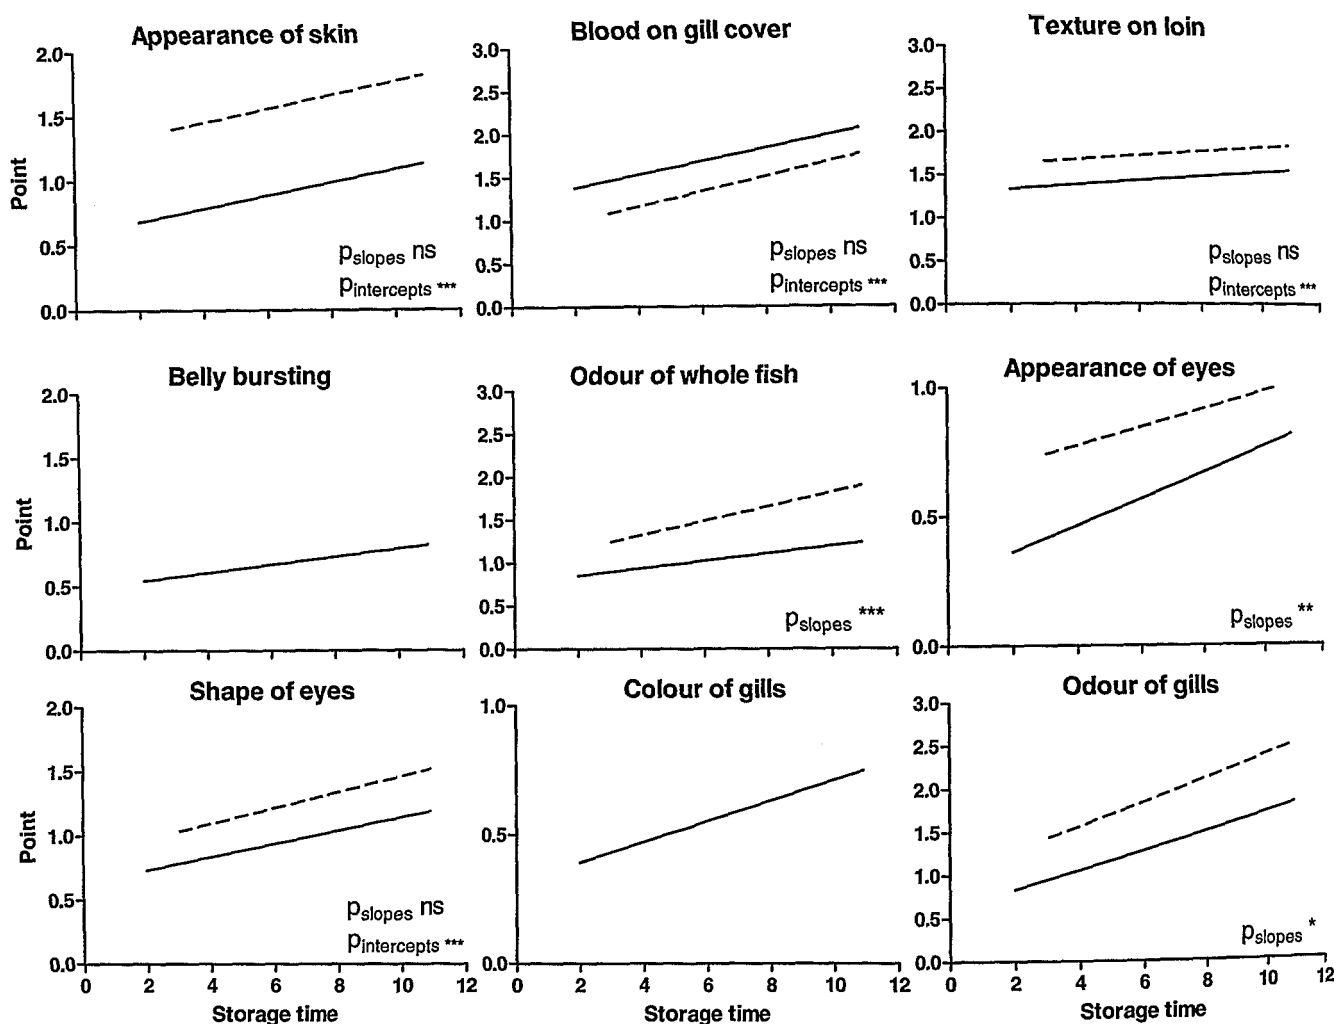 Appearance of skin
Point
2.0
1.5
1.0
0.5
0.0
0 2 4 6 8 10 12
pslopes ns
pintercepts ***
Blood on gill cover
3.0
2.5
2.0
1.5
1.0
0.5
0.0
pslopes ns
pintercepts ***
Texture on loin
3.0
2.5
2.0
1.5
1.0
0.5
0.0
pslopes ns
pintercepts ***
Belly bursting
Point
2.0
1.5
1.0
0.5
0.0
Odour of whole fish
3.0
2.5
2.0
1.5
1.0
0.5
0.0
pslopes ***
Appearance of eyes
1.0
0.5
0.0
pslopes **
Shape of eyes
Point
2.0
1.5
1.0
0.5
0.0
pslopes ns
pintercepts ***
0 2 4 6 8 10 12
Storage time
Colour of gills
1.0
0.5
0.0
0 2 4 6 8 10 12
Storage time
Odour of gills
3.0
2.5
2.0
1.5
1.0
0.5
0.0
pslopes *
0 2 4 6 8 10 12
Storage time